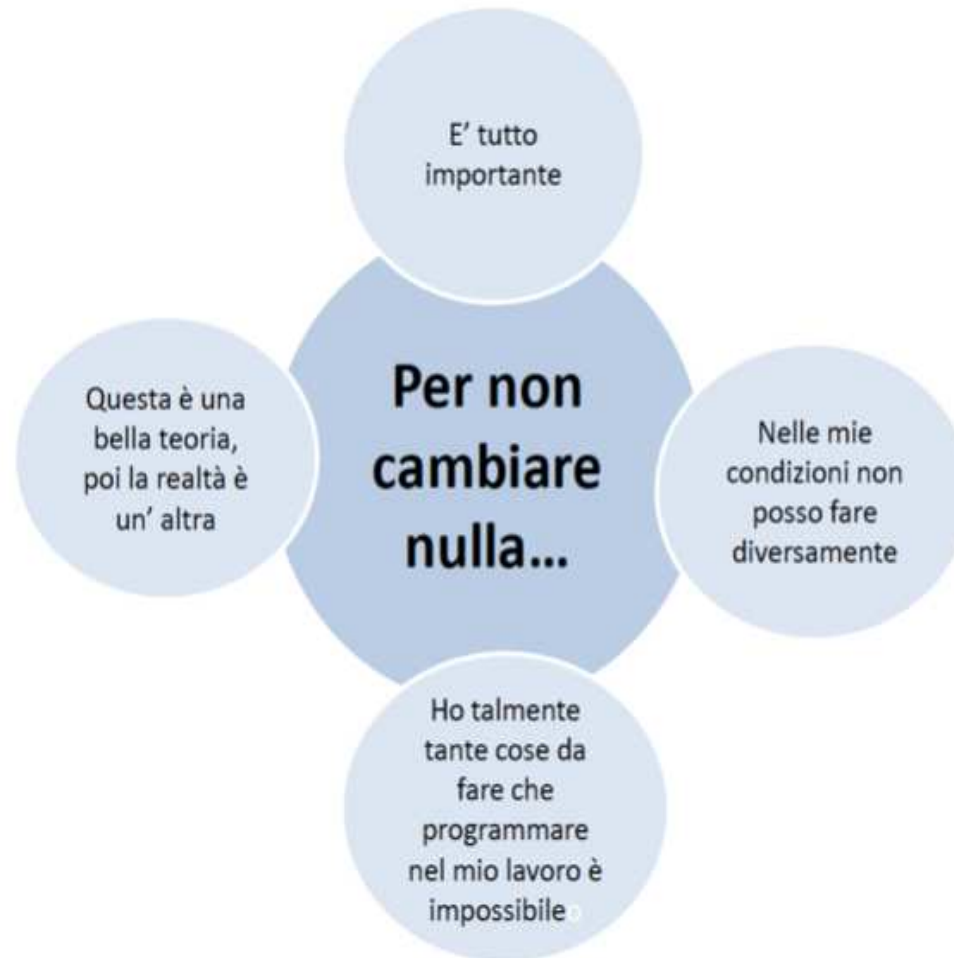 E' tutto
importante
Per non
cambiare
nulla...
Questa è una
bella teoria,
poi la realtà è
un' altra
Nelle mie
condizioni non
posso fare
diversamente
Ho talmente
tante cose da
fare che
programmare
nel mio lavoro è
impossibileo